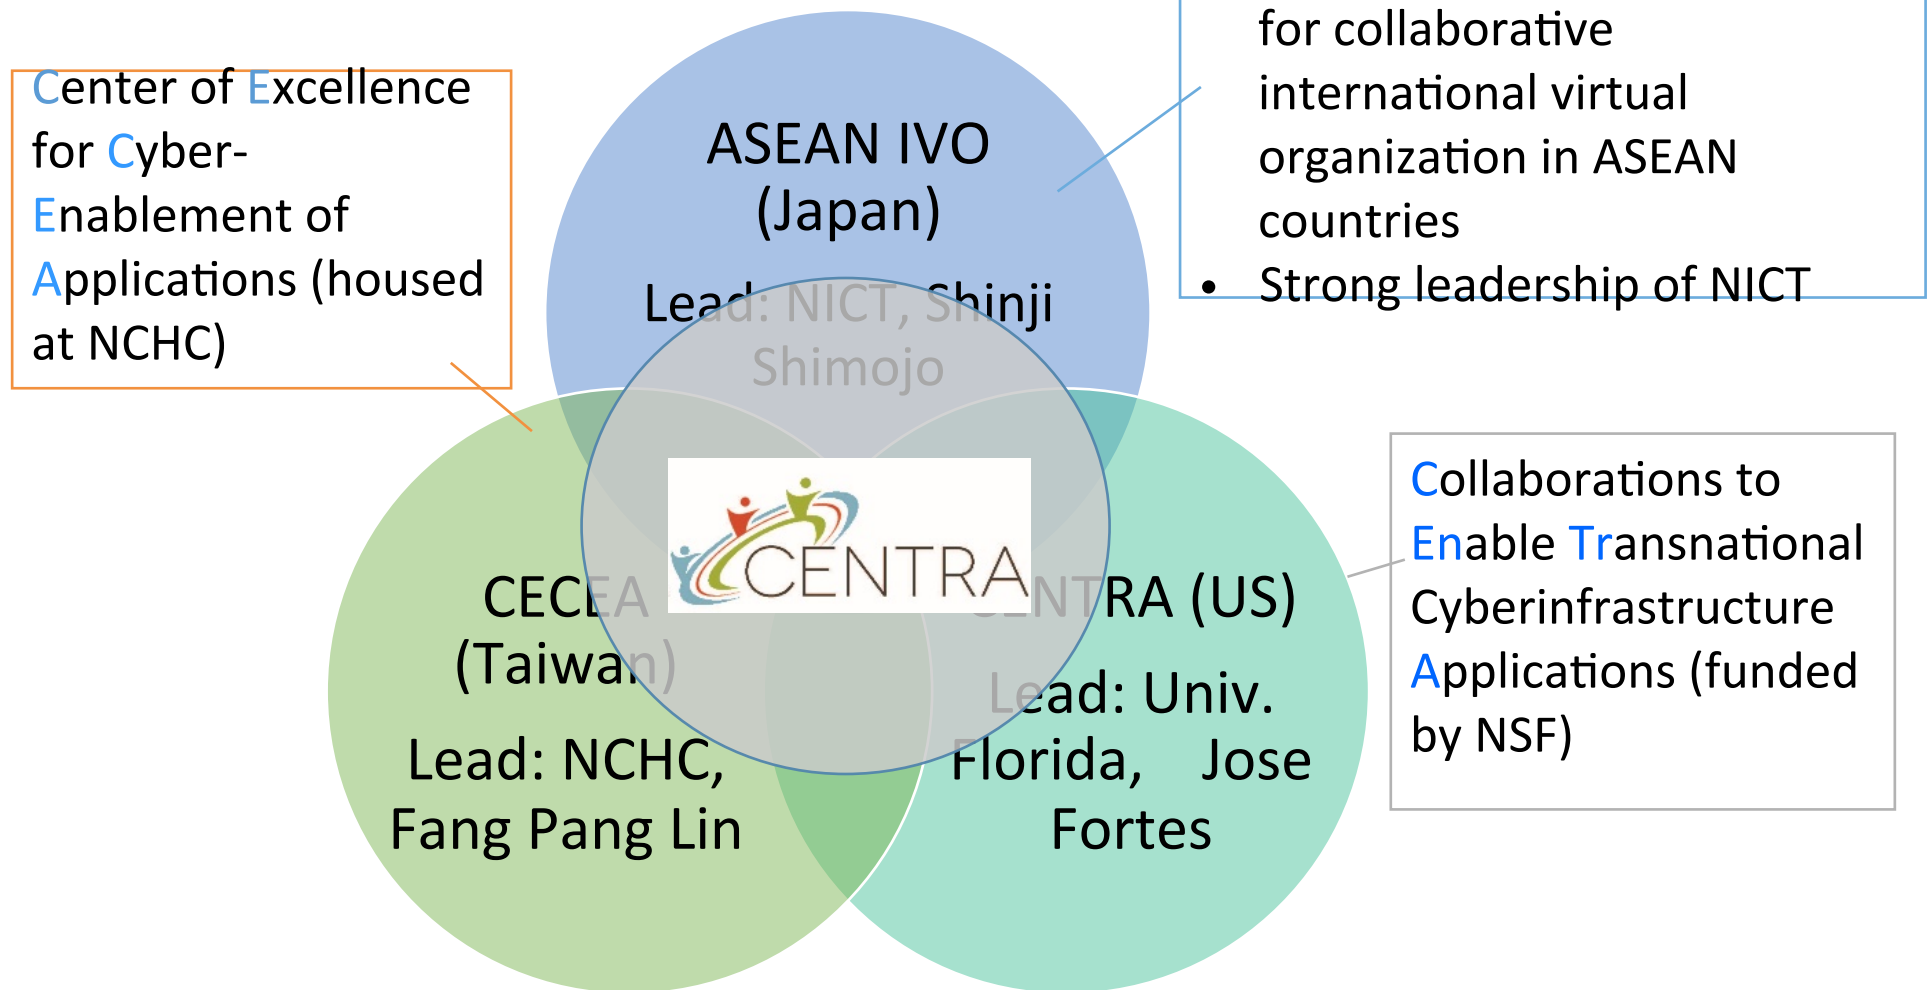 Center of Excellence
for Cyber-
Enablement of
Applications (housed
at NCHC)
ASEAN IVO
(Japan)
Lead: NICT, Shinji
Shimojo
for collaborative
international virtual
organization in ASEAN
countries
• Strong leadership of NICT
CENTRA
CECEA
(Taiwan)
Lead: NCHC,
Fang Pang Lin
CENTRA (US)
Lead: Univ.
Florida, Jose
Fortes
Collaborations to
Enable Transnational
Cyberinfrastructure
Applications (funded
by NSF)